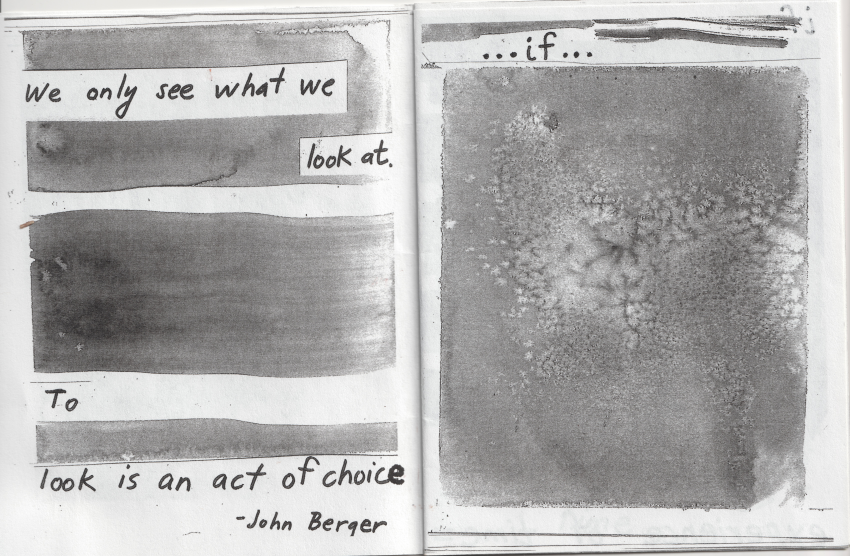 We only see what we
look at.
To
look is an act of choice
-John Berger
...if...